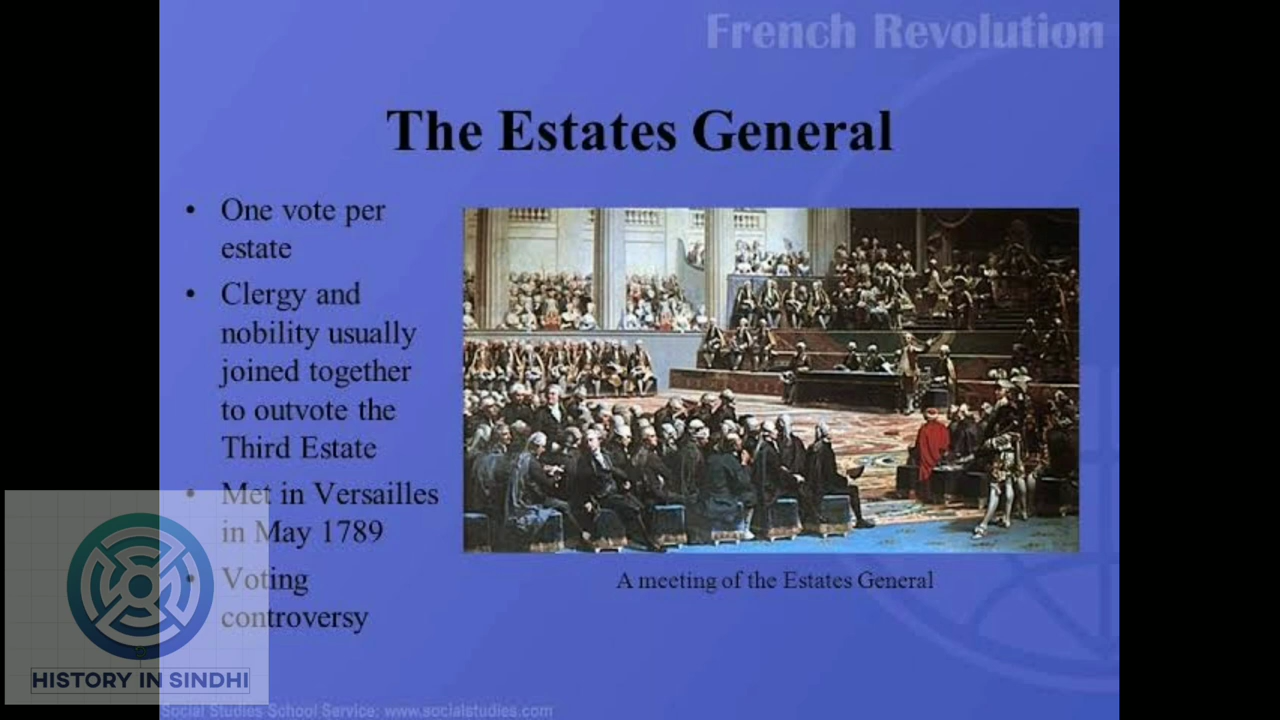 French Revolution
The Estates General
• One vote per
estate
• Clergy and
nobility usually
joined together
to outvote the
Third Estate
• Met in Versailles
in May 1789
• Voting
controversy
A meeting of the Estates General
HISTORY IN SINDHI
Social Studies School Service: www.socialstudies.com